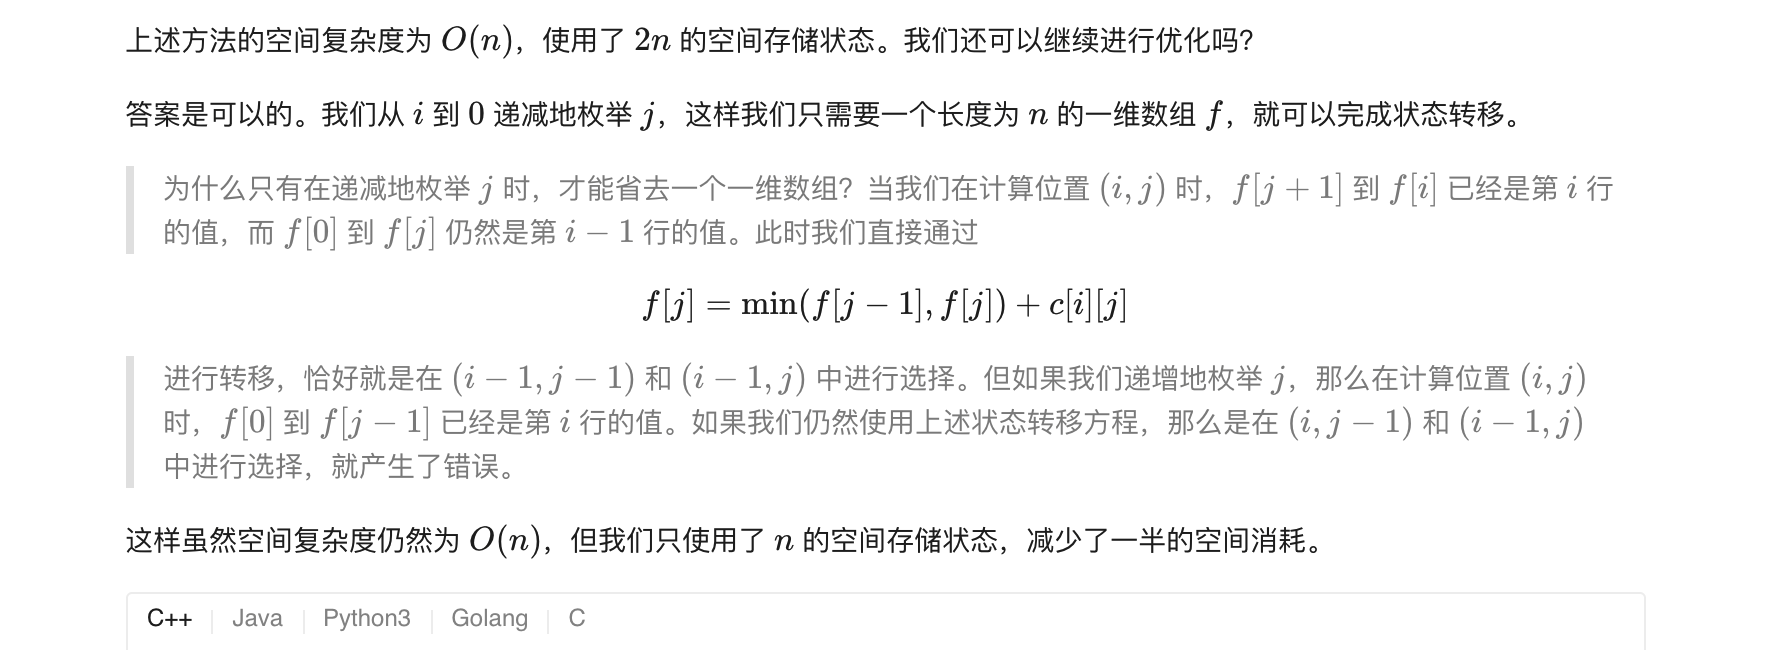 上述方法的空间复杂度为 O(n)，使用了 2n 的空间存储状态。我们还可以继续进行优化吗？
答案是可以的。我们从 i 到 0 递减地枚举 j，这样我们只需要一个长度为 n 的一维数组 f，就可以完成状态转移。
为什么只有在递减地枚举 j 时，才能省去一个一维数组？当我们在计算位置 (i, j) 时，f[j + 1] 到 f[i] 已经是第 i 行
的值，而 f[0] 到 f[j] 仍然是第 i − 1 行的值。此时我们直接通过
f[j] = min(f[j − 1], f[j]) + c[i][j]
进行转移，恰好就是在 (i − 1, j − 1) 和 (i − 1, j) 中进行选择。但如果我们递增地枚举 j，那么在计算位置 (i, j)
时，f[0] 到 f[j − 1] 已经是第 i 行的值。如果我们仍然使用上述状态转移方程，那么是在 (i, j − 1) 和 (i − 1, j)
中进行选择，就产生了错误。
这样虽然空间复杂度仍然为 O(n)，但我们只使用了 n 的空间存储状态，减少了一半的空间消耗。
C++ Java Python3 Golang C